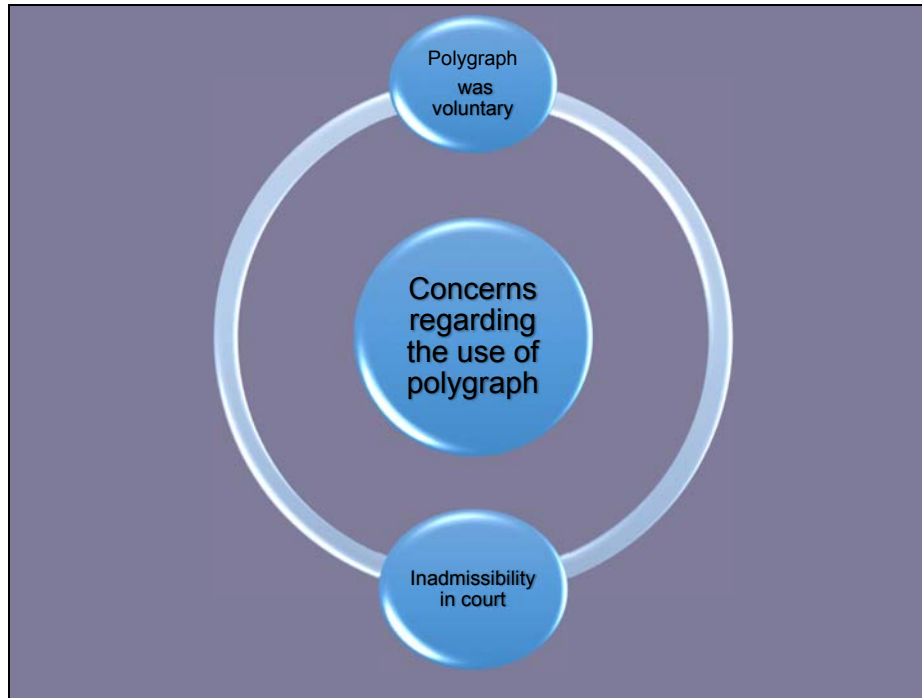 Polygraph
was
voluntary
Concerns
regarding
the use of
polygraph
Inadmissibility
in court